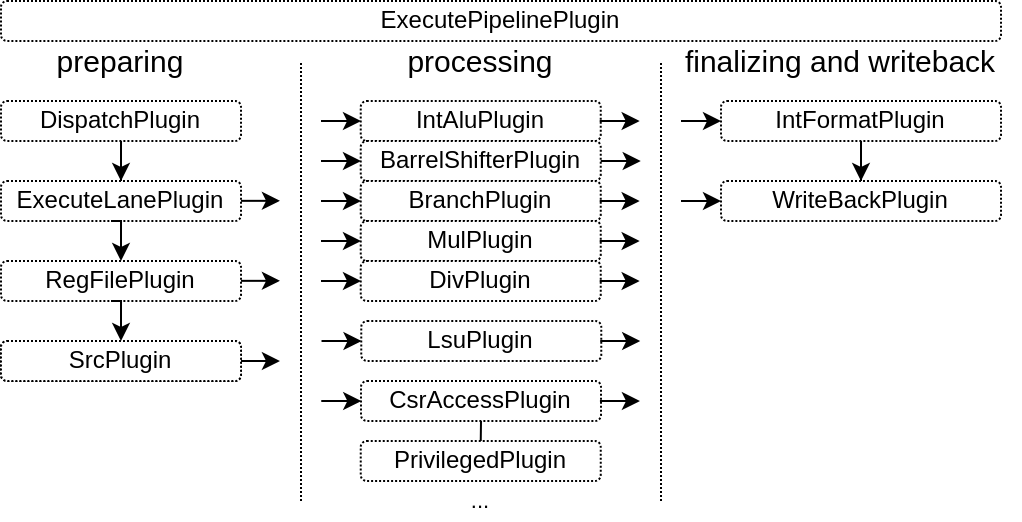 ExecutePipelinePlugin
preparing
processing
finalizing and writeback
DispatchPlugin
ExecuteLanePlugin
RegFilePlugin
SrcPlugin
IntAluPlugin
BarrelShifterPlugin
BranchPlugin
MulPlugin
DivPlugin
LsuPlugin
CsrAccessPlugin
PrivilegedPlugin
...
IntFormatPlugin
WriteBackPlugin